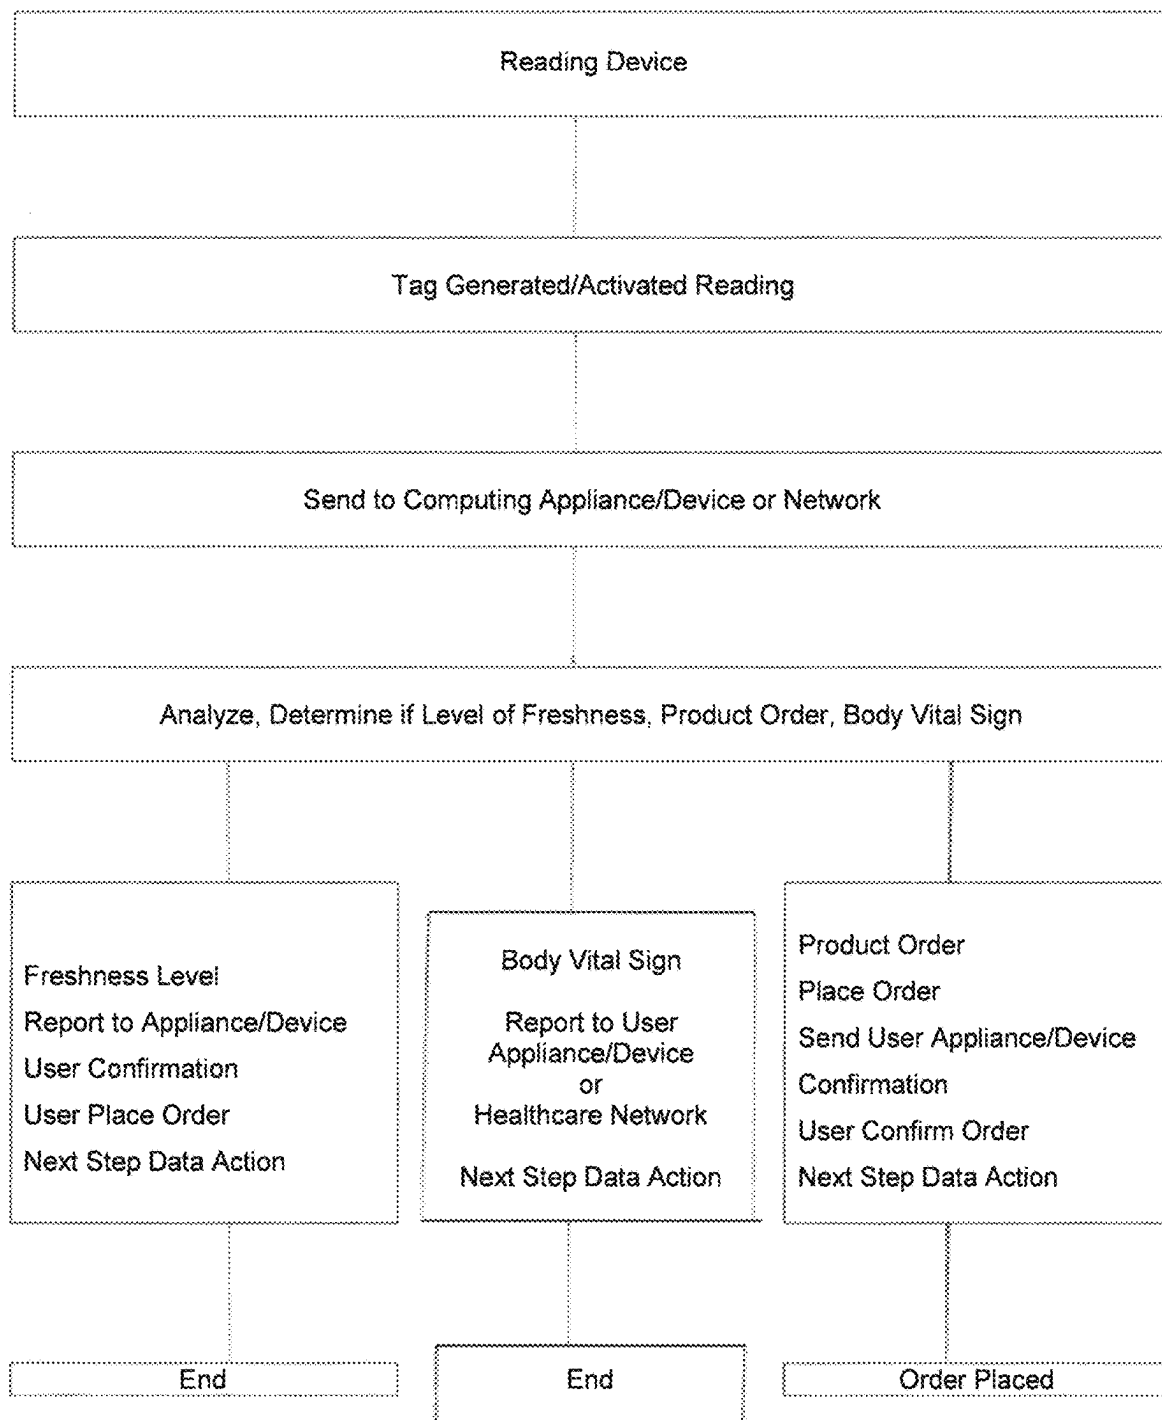 Reading Device
Tag Generated/Activated Reading
Send to Computing Appliance/Device or Network
Analyze, Determine if Level of Freshness, Product Order, Body Vital Sign
Freshness Level
Report to Appliance/Device
User Confirmation
User Place Order
Next Step Data Action
Body Vital Sign
Report to User
Appliance/Device
or
Healthcare Network
Next Step Data Action
Product Order
Place Order
Send User Appliance/Device
Confirmation
User Confirm Order
Next Step Data Action
End
End
Order Placed